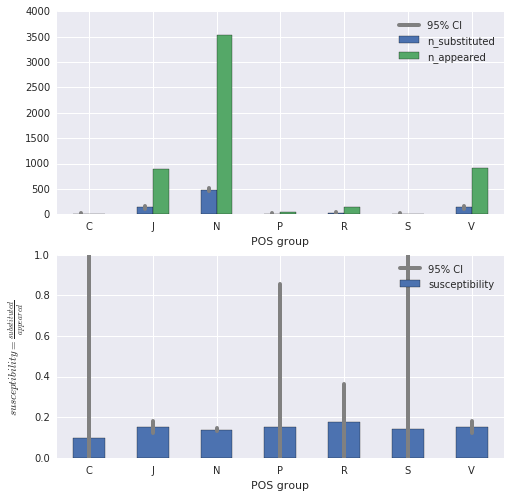 4000
3500
3000
2500
2000
1500
1000
500
0
95% CI
n_substituted
n_appeared
C J N P R S V
POS group
1.0
0.8
0.6
0.4
0.2
0.0
susceptibility = substituted/appeared
95% CI
susceptibility
C J N P R S V
POS group